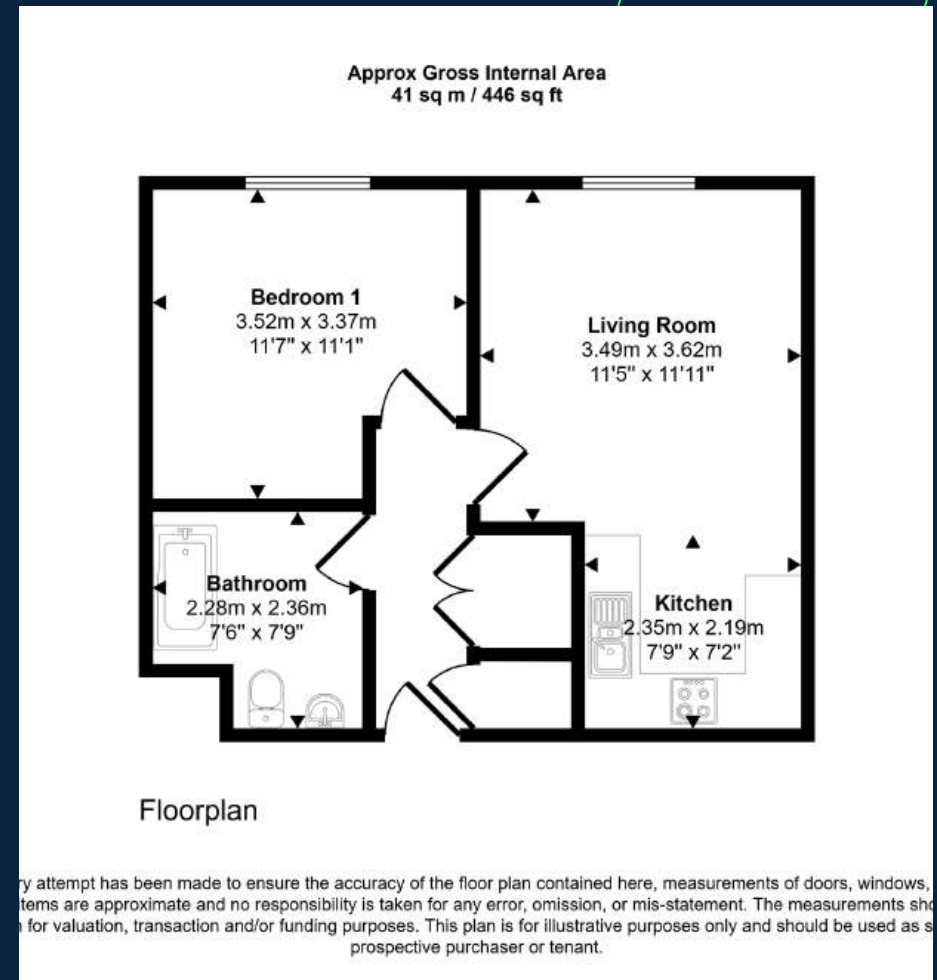 Approx Gross Internal Area
41 sq m / 446 sq ft
Bedroom 1
3.52m x 3.37m
11'7" x 11'1"
Living Room
3.49m x 3.62m
11'5" x 11'11"
Bathroom
2.28m x 2.36m
7'6" x 7'9"
Kitchen
2.35m x 2.19m
7'9" x 7'2"
Floorplan
attempt has been made to ensure the accuracy of the floor plan contained here, measurements of doors, windows,
are approximate and no responsibility is taken for any error, omission, or mis-statement. The measurements
for valuation, transaction and/or funding purposes. This plan is for illustrative purposes only and should be used as
prospective purchaser or tenant.